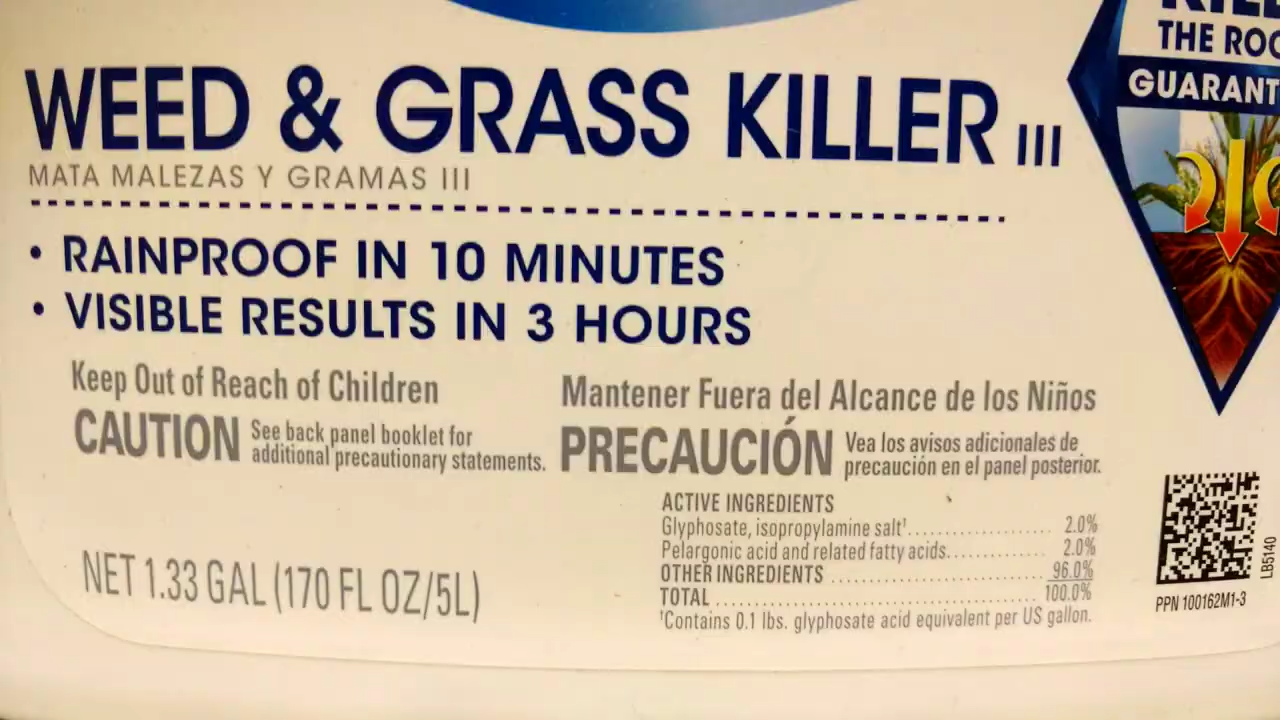 THE
WEED & GRASS KILLER III
MATA MALEZAS Y GRAMAS III
• RAINPROOF IN 10 MINUTES
• VISIBLE RESULTS IN 3 HOURS
Keep Out of Reach of Children
CAUTION See back panel booklet for
additional precautionary statements.
Mantener Fuera del Alcance de los Niños
PRECAUCIÓN Vea los avisos adicionales de
precaución en el panel posterior.
ACTIVE INGREDIENTS
Glyphosate, isopropylamine salt†.......................... 2.0%
Pelargonic acid and related fatty acids..................... 2.0%
OTHER INGREDIENTS .................................... 96.0%
TOTAL ...................................................... 100.0%
†Contains 0.1 lbs. glyphosate acid equivalent per US gallon.
NET 1.33 GAL (170 FL OZ/5L)
LB5140
PPN 100162M1-3